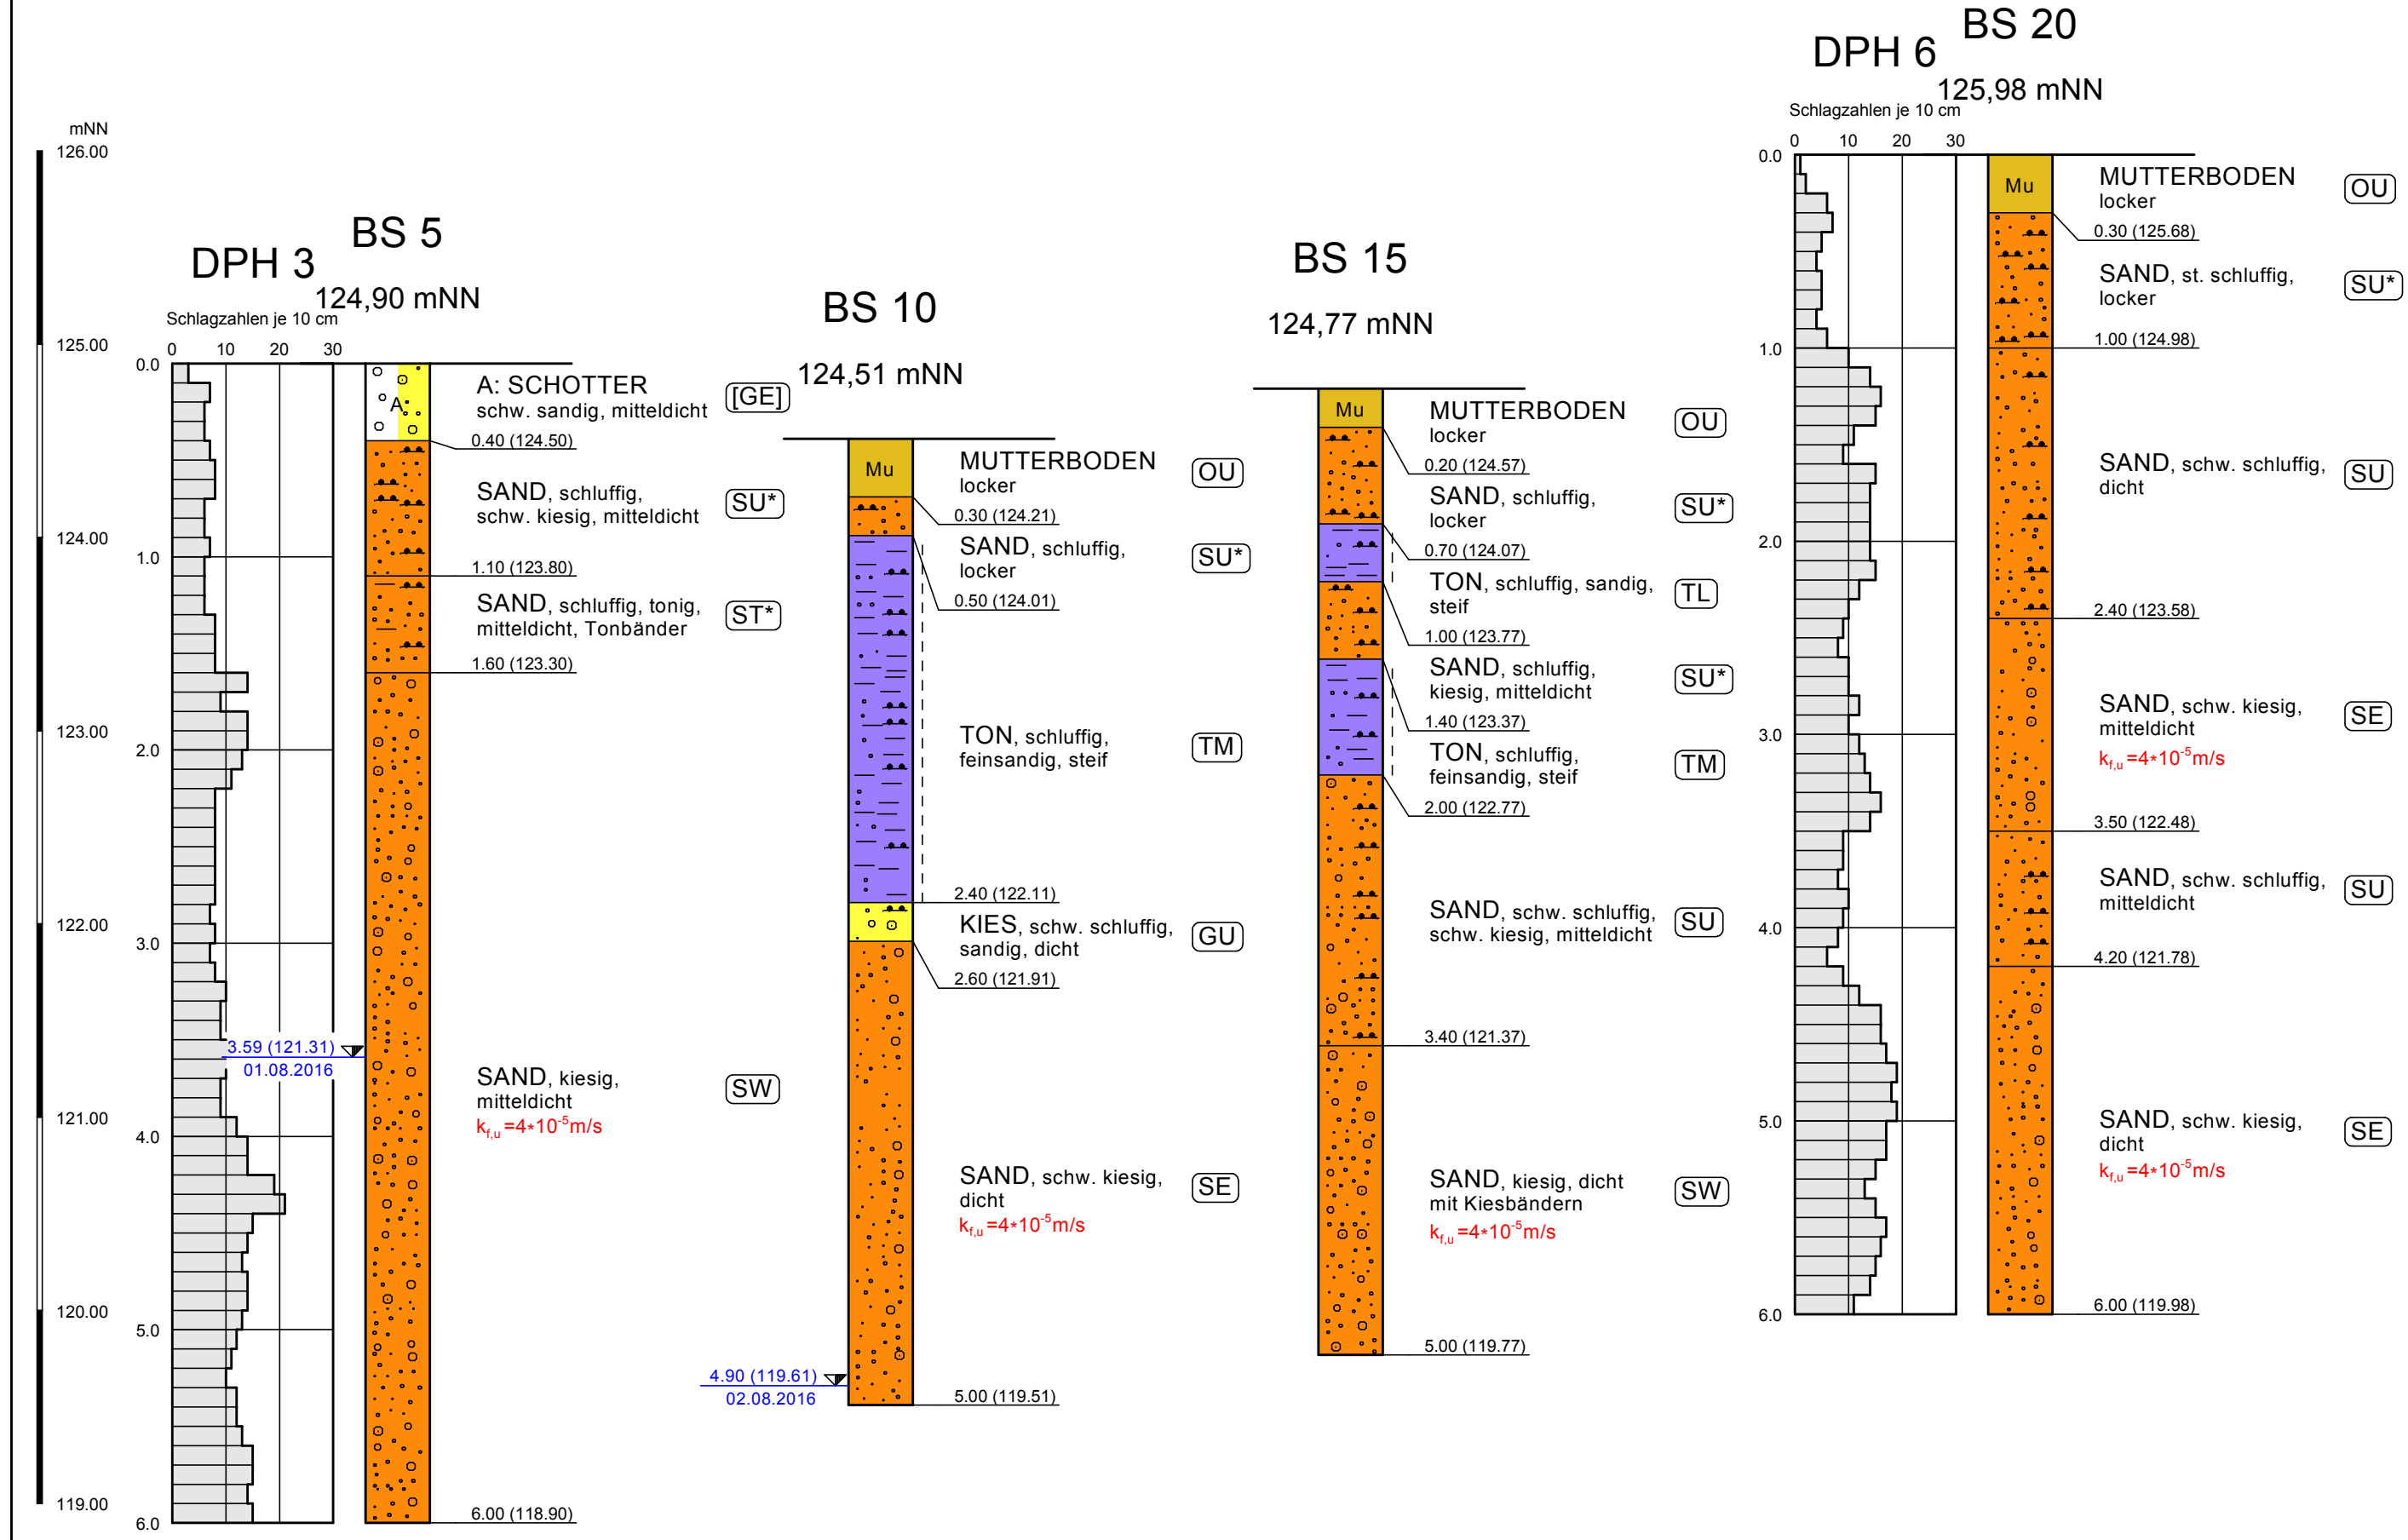 mNN
126.00
125.00
124.00
123.00
122.00
121.00
120.00
119.00
DPH 3
Schlagzahlen je 10 cm
0 10 20 30
0.0
1.0
2.0
3.0
4.0
5.0
6.0
3.59 (121.31)
01.08.2016
BS 5
124,90 mNN
A
A: SCHOTTER
schw. sandig, mitteldicht
[GE]
0.40 (124.50)
SAND, schluffig,
schw. kiesig, mitteldicht
SU*
1.10 (123.80)
SAND, schluffig, tonig,
mitteldicht, Tonbänder
ST*
1.60 (123.30)
SAND, kiesig,
mitteldicht
kf,u=4*10-5m/s
SW
6.00 (118.90)
BS 10
124,51 mNN
Mu
MUTTERBODEN
locker
OU
0.30 (124.21)
SAND, schluffig,
locker
SU*
0.50 (124.01)
TON, schluffig,
feinsandig, steif
TM
2.40 (122.11)
KIES, schw. schluffig,
sandig, dicht
GU
2.60 (121.91)
SAND, schw. kiesig,
dicht
kf,u=4*10-5m/s
SE
4.90 (119.61)
02.08.2016
5.00 (119.51)
BS 15
124,77 mNN
Mu
MUTTERBODEN
locker
OU
0.20 (124.57)
SAND, schluffig,
locker
SU*
0.70 (124.07)
TON, schluffig, sandig,
steif
TL
1.00 (123.77)
SAND, schluffig,
kiesig, mitteldicht
SU*
1.40 (123.37)
TON, schluffig,
feinsandig, steif
TM
2.00 (122.77)
SAND, schw. schluffig,
schw. kiesig, mitteldicht
SU
3.40 (121.37)
SAND, kiesig, dicht
mit Kiesbändern
kf,u=4*10-5m/s
SW
5.00 (119.77)
DPH 6
Schlagzahlen je 10 cm
0 10 20 30
0.0
1.0
2.0
3.0
4.0
5.0
6.0
BS 20
125,98 mNN
Mu
MUTTERBODEN
locker
OU
0.30 (125.68)
SAND, st. schluffig,
locker
SU*
1.00 (124.98)
SAND, schw. schluffig,
dicht
SU
2.40 (123.58)
SAND, schw. kiesig,
mitteldicht
kf,u=4*10-5m/s
SE
3.50 (122.48)
SAND, schw. schluffig,
mitteldicht
SU
4.20 (121.78)
SAND, schw. kiesig,
dicht
kf,u=4*10-5m/s
SE
6.00 (119.98)